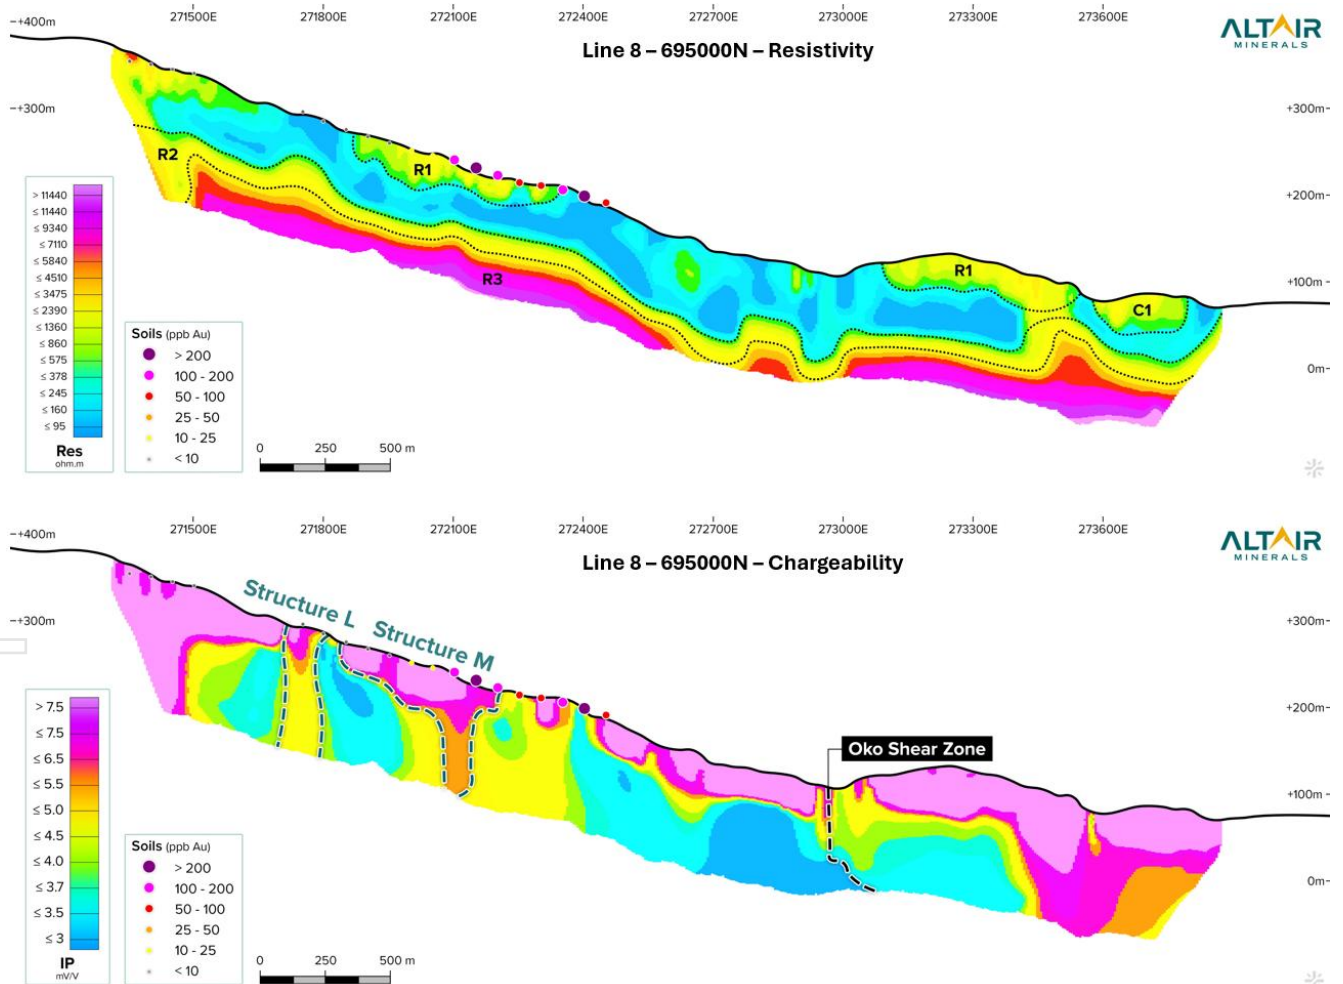 +400m
271500E 271800E 272100E 272400E 272700E 273000E 273300E 273600E
ALTAIR
MINERALS
Line 8 – 695000N – Resistivity
+300m
+300m
R2
R1
> 11440
≤ 11440
≤ 9340
≤ 7110
≤ 5840
≤ 4510
≤ 3475
≤ 2390
≤ 1360
≤ 860
≤ 575
≤ 378
≤ 245
≤ 160
≤ 95
Res
ohm.m
+200m
R3
R1
C1
+100m
0m
Soils (ppb Au)
> 200
100 - 200
50 - 100
25 - 50
10 - 25
< 10
0 250 500 m
+400m
271500E 271800E 272100E 272400E 272700E 273000E 273300E 273600E
ALTAIR
MINERALS
Line 8 – 695000N – Chargeability
Structure L
Structure M
+300m
+300m
> 7.5
≤ 7.5
≤ 6.5
≤ 5.5
≤ 5.0
≤ 4.5
≤ 4.0
≤ 3.7
≤ 3.5
≤ 3
IP
mV/V
+200m
Oko Shear Zone
+100m
0m
Soils (ppb Au)
> 200
100 - 200
50 - 100
25 - 50
10 - 25
< 10
0 250 500 m